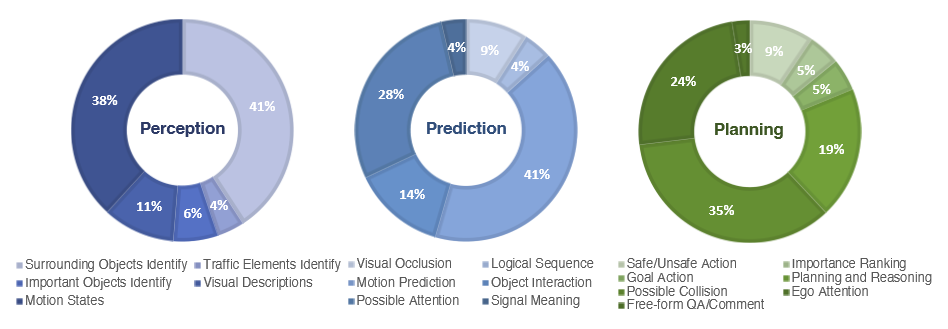 41%
4%
6%
11%
38%
Perception
Surrounding Objects Identify
Traffic Elements Identify
Important Objects Identify
Visual Descriptions
Motion States
9%
4%
41%
14%
28%
4%
Prediction
Visual Occlusion
Logical Sequence
Motion Prediction
Object Interaction
Possible Attention
Signal Meaning
9%
5%
5%
19%
35%
24%
3%
Planning
Safe/Unsafe Action
Importance Ranking
Goal Action
Planning and Reasoning
Possible Collision
Ego Attention
Free-form QA/Comment